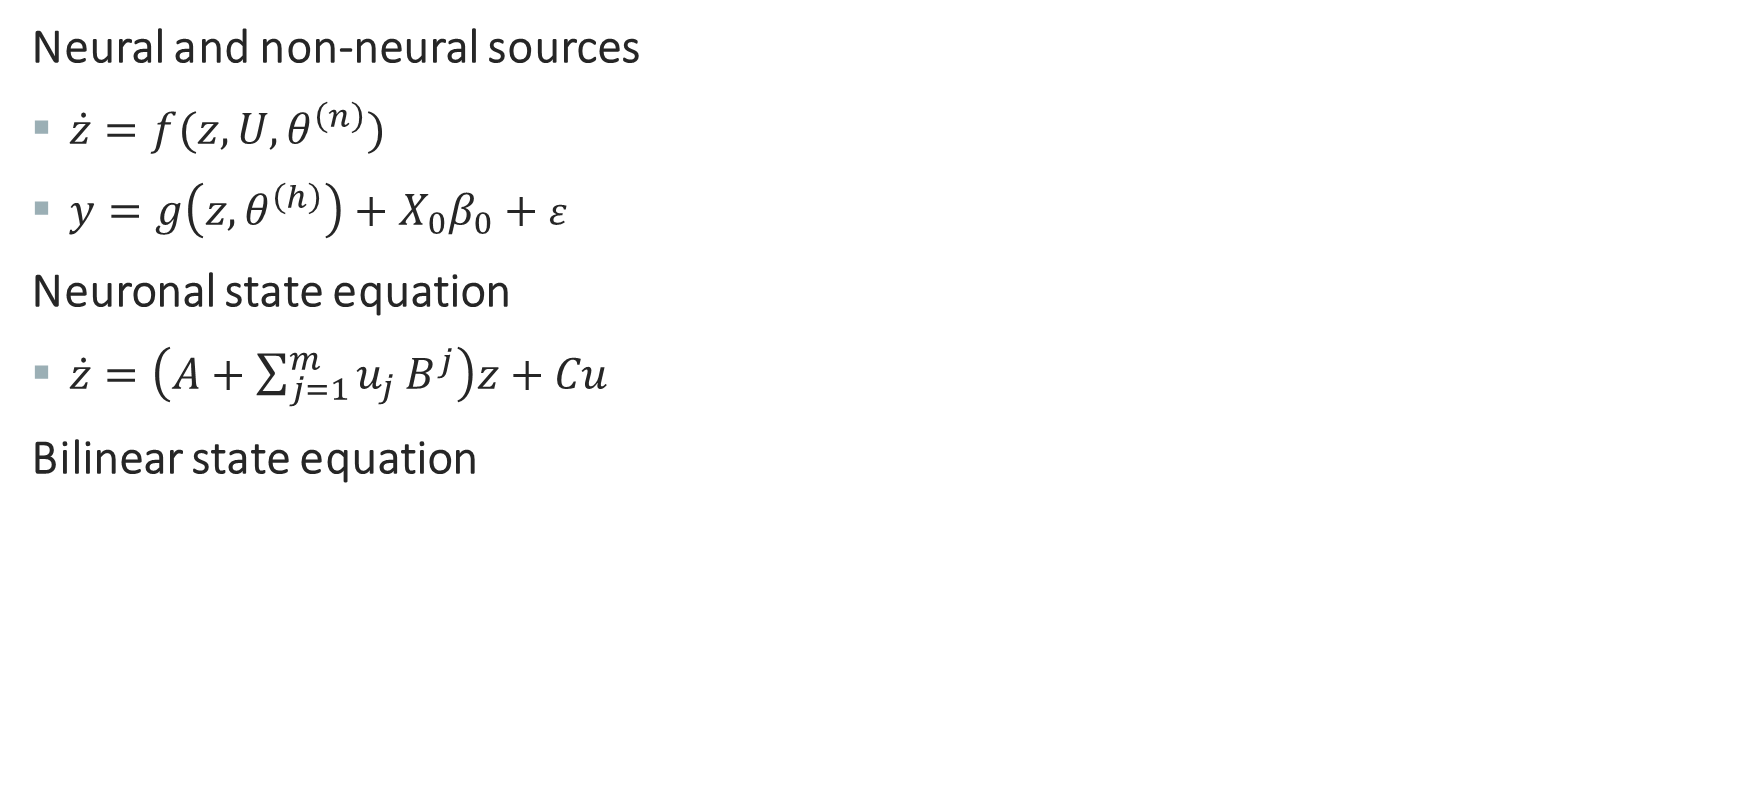 Neural and non-neural sources
▪ ż = f(z, U, θ^(n))
▪ y = g(z, θ^(h)) + X₀β₀ + ε
Neuronal state equation
▪ ż = (A + ∑_{j=1}^{m} u_j B^j)z + Cu
Bilinear state equation